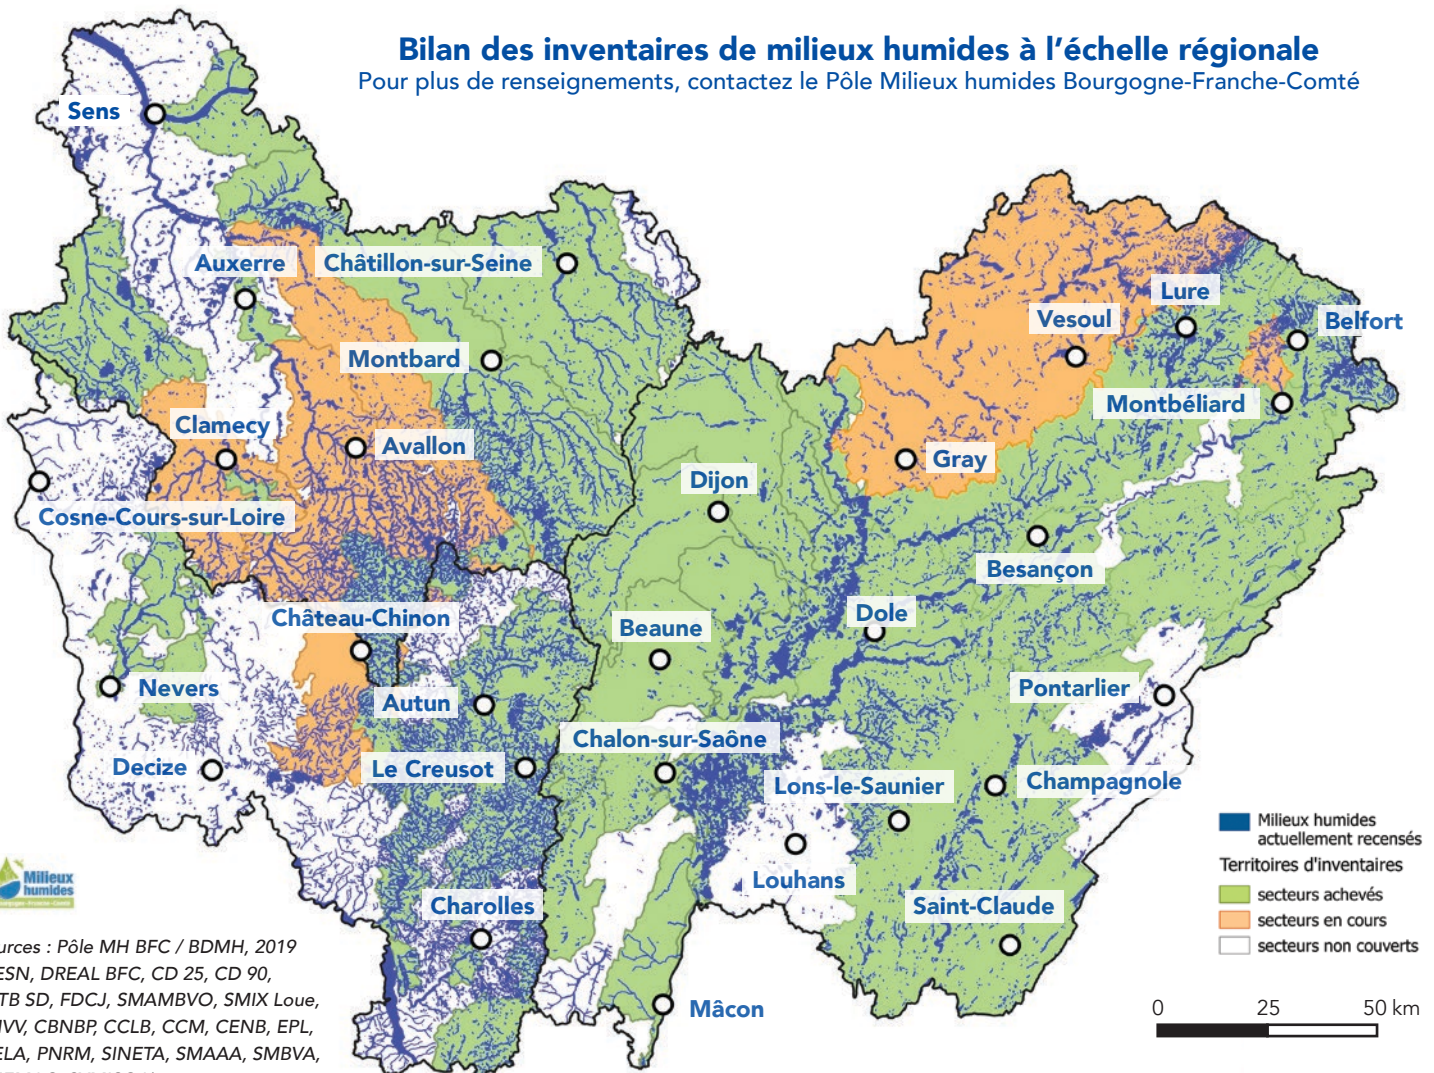 Bilan des inventaires de milieux humides à l'échelle régionale
Pour plus de renseignements, contactez le Pôle Milieux humides Bourgogne-Franche-Comté
Sens
Auxerre
Châtillon-sur-Seine
Montbard
Clamecy
Avallon
Cosne-Cours-sur-Loire
Château-Chinon
Nevers
Autun
Decize
Le Creusot
Charolles
Dijon
Beaune
Chalon-sur-Saône
Mâcon
Vesoul
Lure
Belfort
Montbéliard
Gray
Besançon
Dole
Pontarlier
Champagnole
Lons-le-Saunier
Louhans
Saint-Claude
Milieux humides
actuellement recensés
Territoires d'inventaires
secteurs achevés
secteurs en cours
secteurs non couverts
0 25 50 km
Milieux
humides
urces : Pôle MH BFC / BDMH, 2019
ESN, DREAL BFC, CD 25, CD 90,
TB SD, FDCJ, SMAMBVO, SMIX Loue,
VV, CBNBP, CCLB, CCM, CENB, EPL,
ELA, PNRM, SINETA, SMAAA, SMBVA,